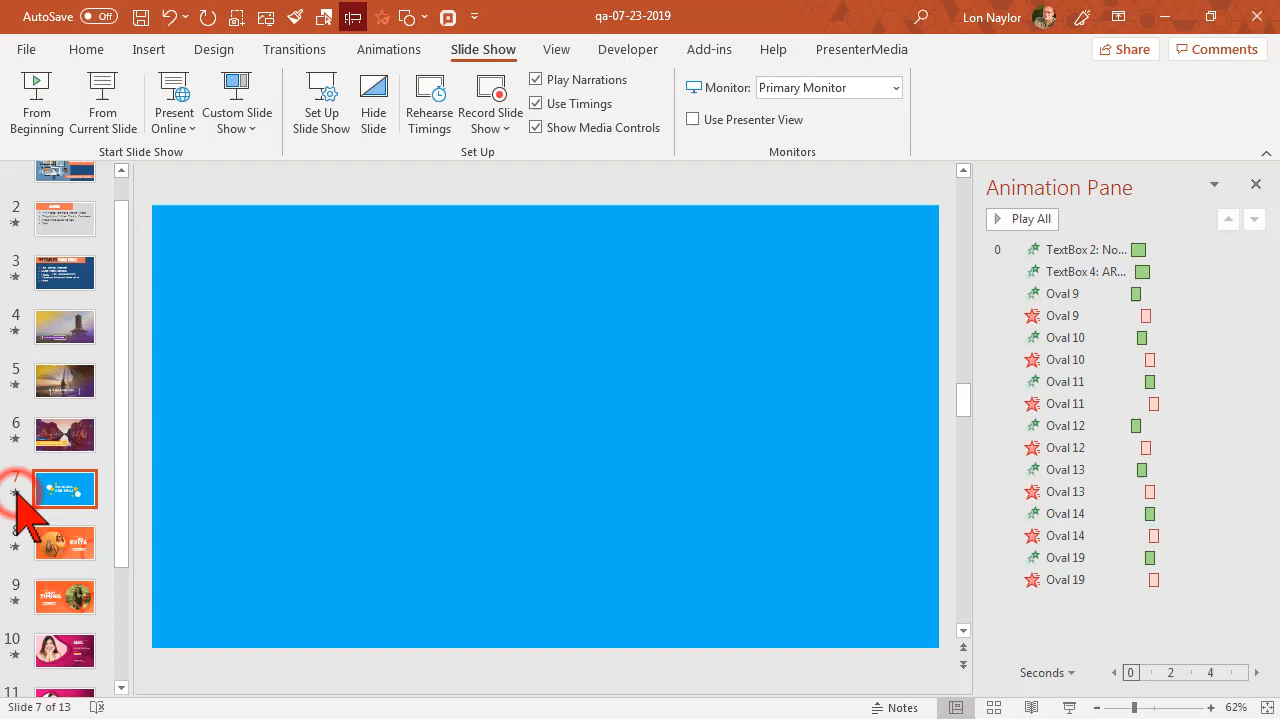 AutoSave Off qa-07-23-2019 Lon Naylor
File Home Insert Design Transitions Animations Slide Show View Developer Add-ins Help PresenterMedia Share Comments
From Beginning
From Current Slide
Present Online
Custom Slide Show
Start Slide Show
Set Up Slide Show
Hide Slide
Rehearse Timings
Record Slide Show
Play Narrations
Use Timings
Show Media Controls
Set Up
Monitor: Primary Monitor
Use Presenter View
Monitors
2
3
4
5
6
7
8
EXITS
9
TIMING
10
11
Animation Pane
Play All
0 TextBox 2: No...
TextBox 4: AR...
Oval 9
Oval 9
Oval 10
Oval 10
Oval 11
Oval 11
Oval 12
Oval 12
Oval 13
Oval 13
Oval 14
Oval 14
Oval 19
Oval 19
Seconds 0 2 4
Slide 7 of 13 Notes 62%